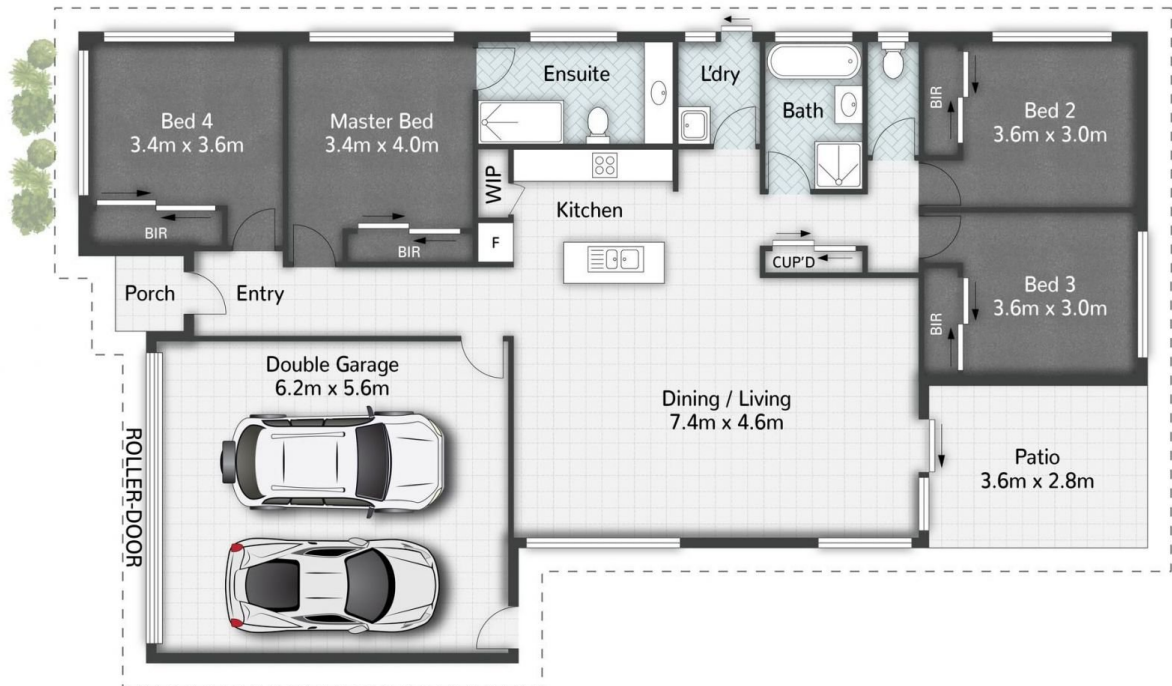 Bed 4
3.4m x 3.6m
BIR
Master Bed
3.4m x 4.0m
BIR
Ensuite
L'dry
Bath
BIR
Bed 2
3.6m x 3.0m
WIP
F
Kitchen
CUP'D
BIR
Bed 3
3.6m x 3.0m
Porch
Entry
Double Garage
6.2m x 5.6m
ROLLER-DOOR
Dining / Living
7.4m x 4.6m
Patio
3.6m x 2.8m